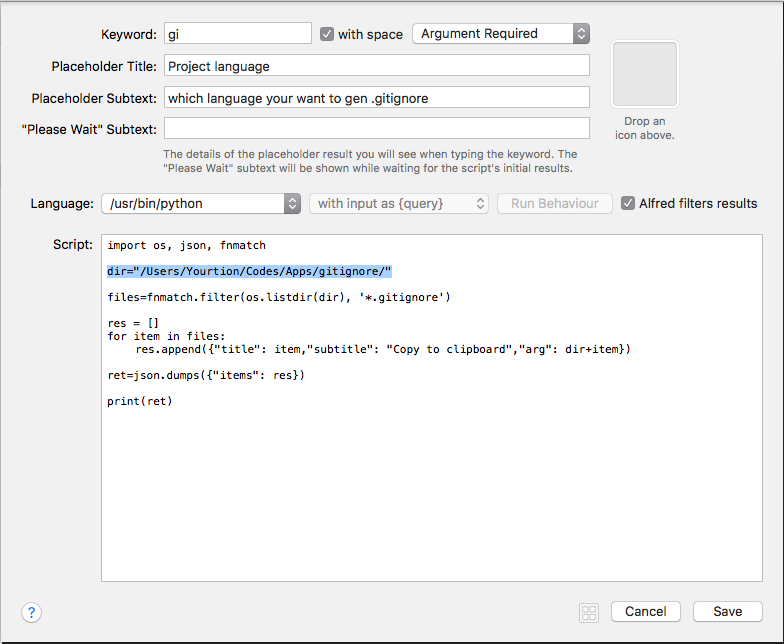 Keyword: gi with space Argument Required
Placeholder Title: Project language
Placeholder Subtext: which language your want to gen .gitignore
Drop an
icon above.
"Please Wait" Subtext:
The details of the placeholder result you will see when typing the keyword. The
"Please Wait" subtext will be shown while waiting for the script's initial results.
Language: /usr/bin/python with input as {query} Run Behaviour Alfred filters results
Script: import os, json, fnmatch
dir="/Users/Yourtion/Codes/Apps/gitignore/"
files=fnmatch.filter(os.listdir(dir), '*.gitignore')
res = []
for item in files:
    res.append({"title": item,"subtitle": "Copy to clipboard","arg": dir+item})
ret=json.dumps({"items": res})
print(ret)
? Cancel Save